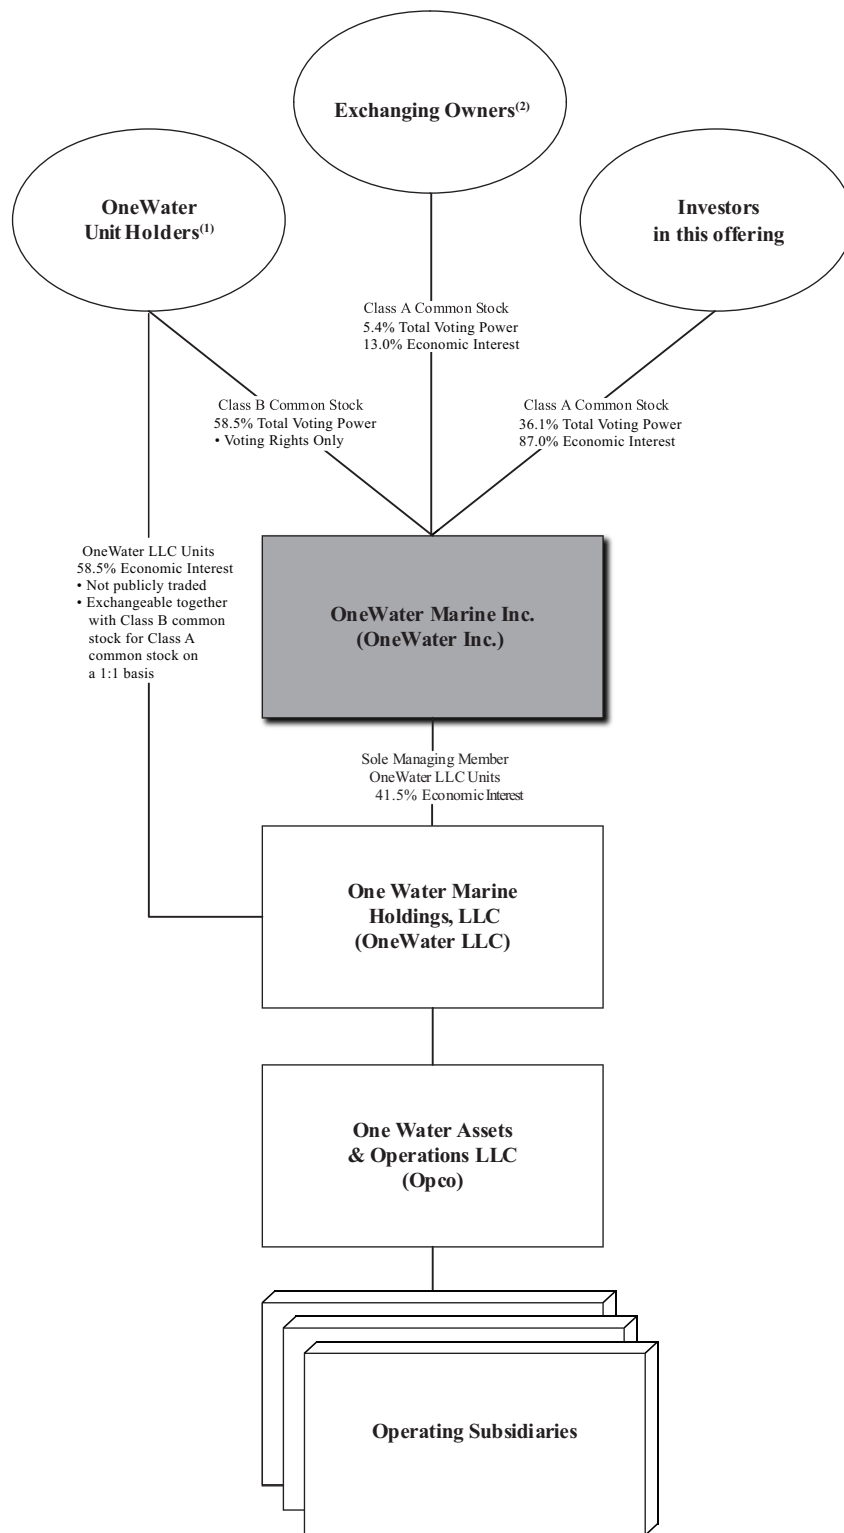 Exchanging Owners(2)
OneWater
Unit Holders(1)
Investors
in this offering
Class A Common Stock
5.4% Total Voting Power
13.0% Economic Interest
Class B Common Stock
58.5% Total Voting Power
• Voting Rights Only
Class A Common Stock
36.1% Total Voting Power
87.0% Economic Interest
OneWater LLC Units
58.5% Economic Interest
• Not publicly traded
• Exchangeable together
with Class B common
stock for Class A
common stock on
a 1:1 basis
OneWater Marine Inc.
(OneWater Inc.)
Sole Managing Member
OneWater LLC Units
41.5% Economic Interest
One Water Marine
Holdings, LLC
(OneWater LLC)
One Water Assets
& Operations LLC
(Opco)
Operating Subsidiaries